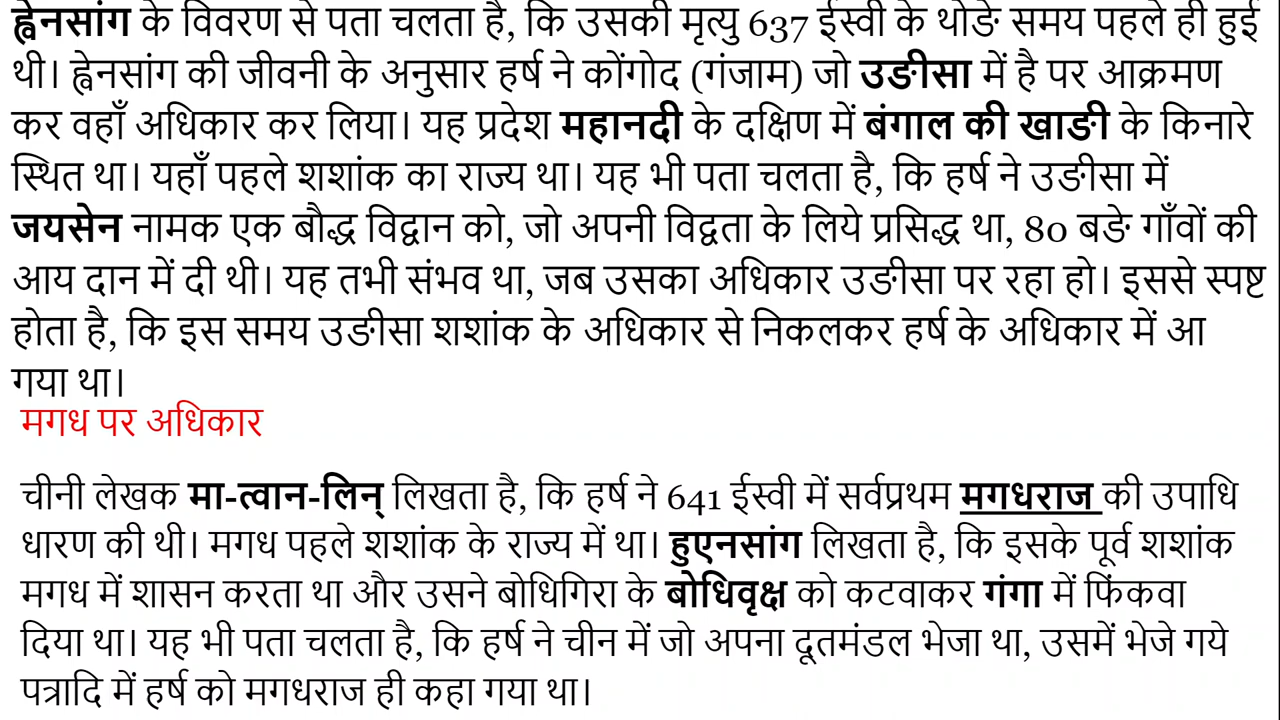 ह्वेनसांग के विवरण से पता चलता है, कि उसकी मृत्यु 637 ईस्वी के थोङे समय पहले ही हुई
थी। ह्वेनसांग की जीवनी के अनुसार हर्ष ने कोंगोद (गंजाम) जो उङीसा में है पर आक्रमण
कर वहाँ अधिकार कर लिया। यह प्रदेश महानदी के दक्षिण में बंगाल की खाङी के किनारे
स्थित था। यहाँ पहले शशांक का राज्य था। यह भी पता चलता है, कि हर्ष ने उङीसा में
जयसेन नामक एक बौद्ध विद्वान को, जो अपनी विद्वता के लिये प्रसिद्ध था, 80 बङे गाँवों की
आय दान में दी थी। यह तभी संभव था, जब उसका अधिकार उङीसा पर रहा हो। इससे स्पष्ट
होता है, कि इस समय उङीसा शशांक के अधिकार से निकलकर हर्ष के अधिकार में आ
गया था।
मगध पर अधिकार
चीनी लेखक मा-त्वान-लिन् लिखता है, कि हर्ष ने 641 ईस्वी में सर्वप्रथम मगधराज की उपाधि
धारण की थी। मगध पहले शशांक के राज्य में था। हुएनसांग लिखता है, कि इसके पूर्व शशांक
मगध में शासन करता था और उसने बोधिगिरा के बोधिवृक्ष को कटवाकर गंगा में फिंकवा
दिया था। यह भी पता चलता है, कि हर्ष ने चीन में जो अपना दूतमंडल भेजा था, उसमें भेजे गये
पत्रादि में हर्ष को मगधराज ही कहा गया था।